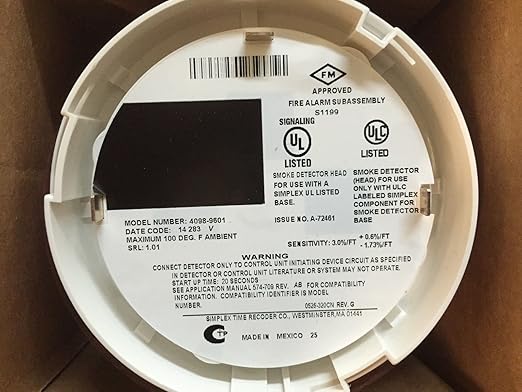 FM
APPROVED
FIRE ALARM SUBASSEMBLY
S1199
SIGNALING
UL
LISTED
SMOKE DETECTOR HEAD
FOR USE WITH A
SIMPLEX UL LISTED
BASE.
ULC
LISTED
SMOKE DETECTOR
(HEAD) FOR USE
ONLY WITH ULC
LABELED SIMPLEX
COMPONENT FOR
SMOKE DETECTOR
BASE
ISSUE NO. A-72461
MODEL NUMBER: 4098-9601
DATE CODE: 14 283 V
MAXIMUM 100 DEG. F AMBIENT
SRL: 1.01
SENSITIVITY: 3.0%/FT + 0.6%/FT
- 1.73%/FT
WARNING
CONNECT DETECTOR ONLY TO CONTROL UNIT INITIATING DEVICE CIRCUIT AS SPECIFIED
IN DETECTOR OR CONTROL UNIT LITERATURE OR SYSTEM MAY NOT OPERATE.
START UP TIME: 20 SECONDS
SEE APPLICATION MANUAL 574-709 REV. AB FOR COMPATIBILITY
INFORMATION. COMPATIBILITY IDENTIFIER IS MODEL
NUMBER.
0526-320CN REV. G
SIMPLEX TIME RECORDER CO., WESTMINSTER, MA 01441
TP
MADE IN MEXICO 25